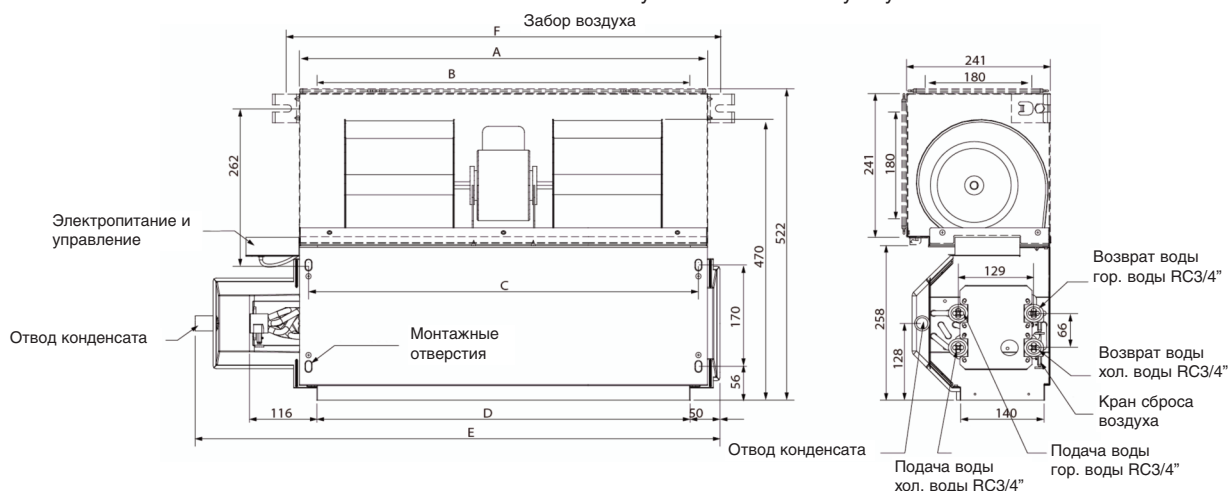 Забор воздуха
F
A
B
262
Электропитание и
управление
C
170
470
522
Отвод конденсата
Монтажные
отверстия
56
116
D
50
E
241
180
241
180
129
Возврат воды
гор. воды RC3/4”
258
128
66
Возврат воды
хол. воды RC3/4”
Кран сброса
воздуха
140
Отвод конденсата
Подача воды
хол. воды RC3/4”
Подача воды
гор. воды RC3/4”